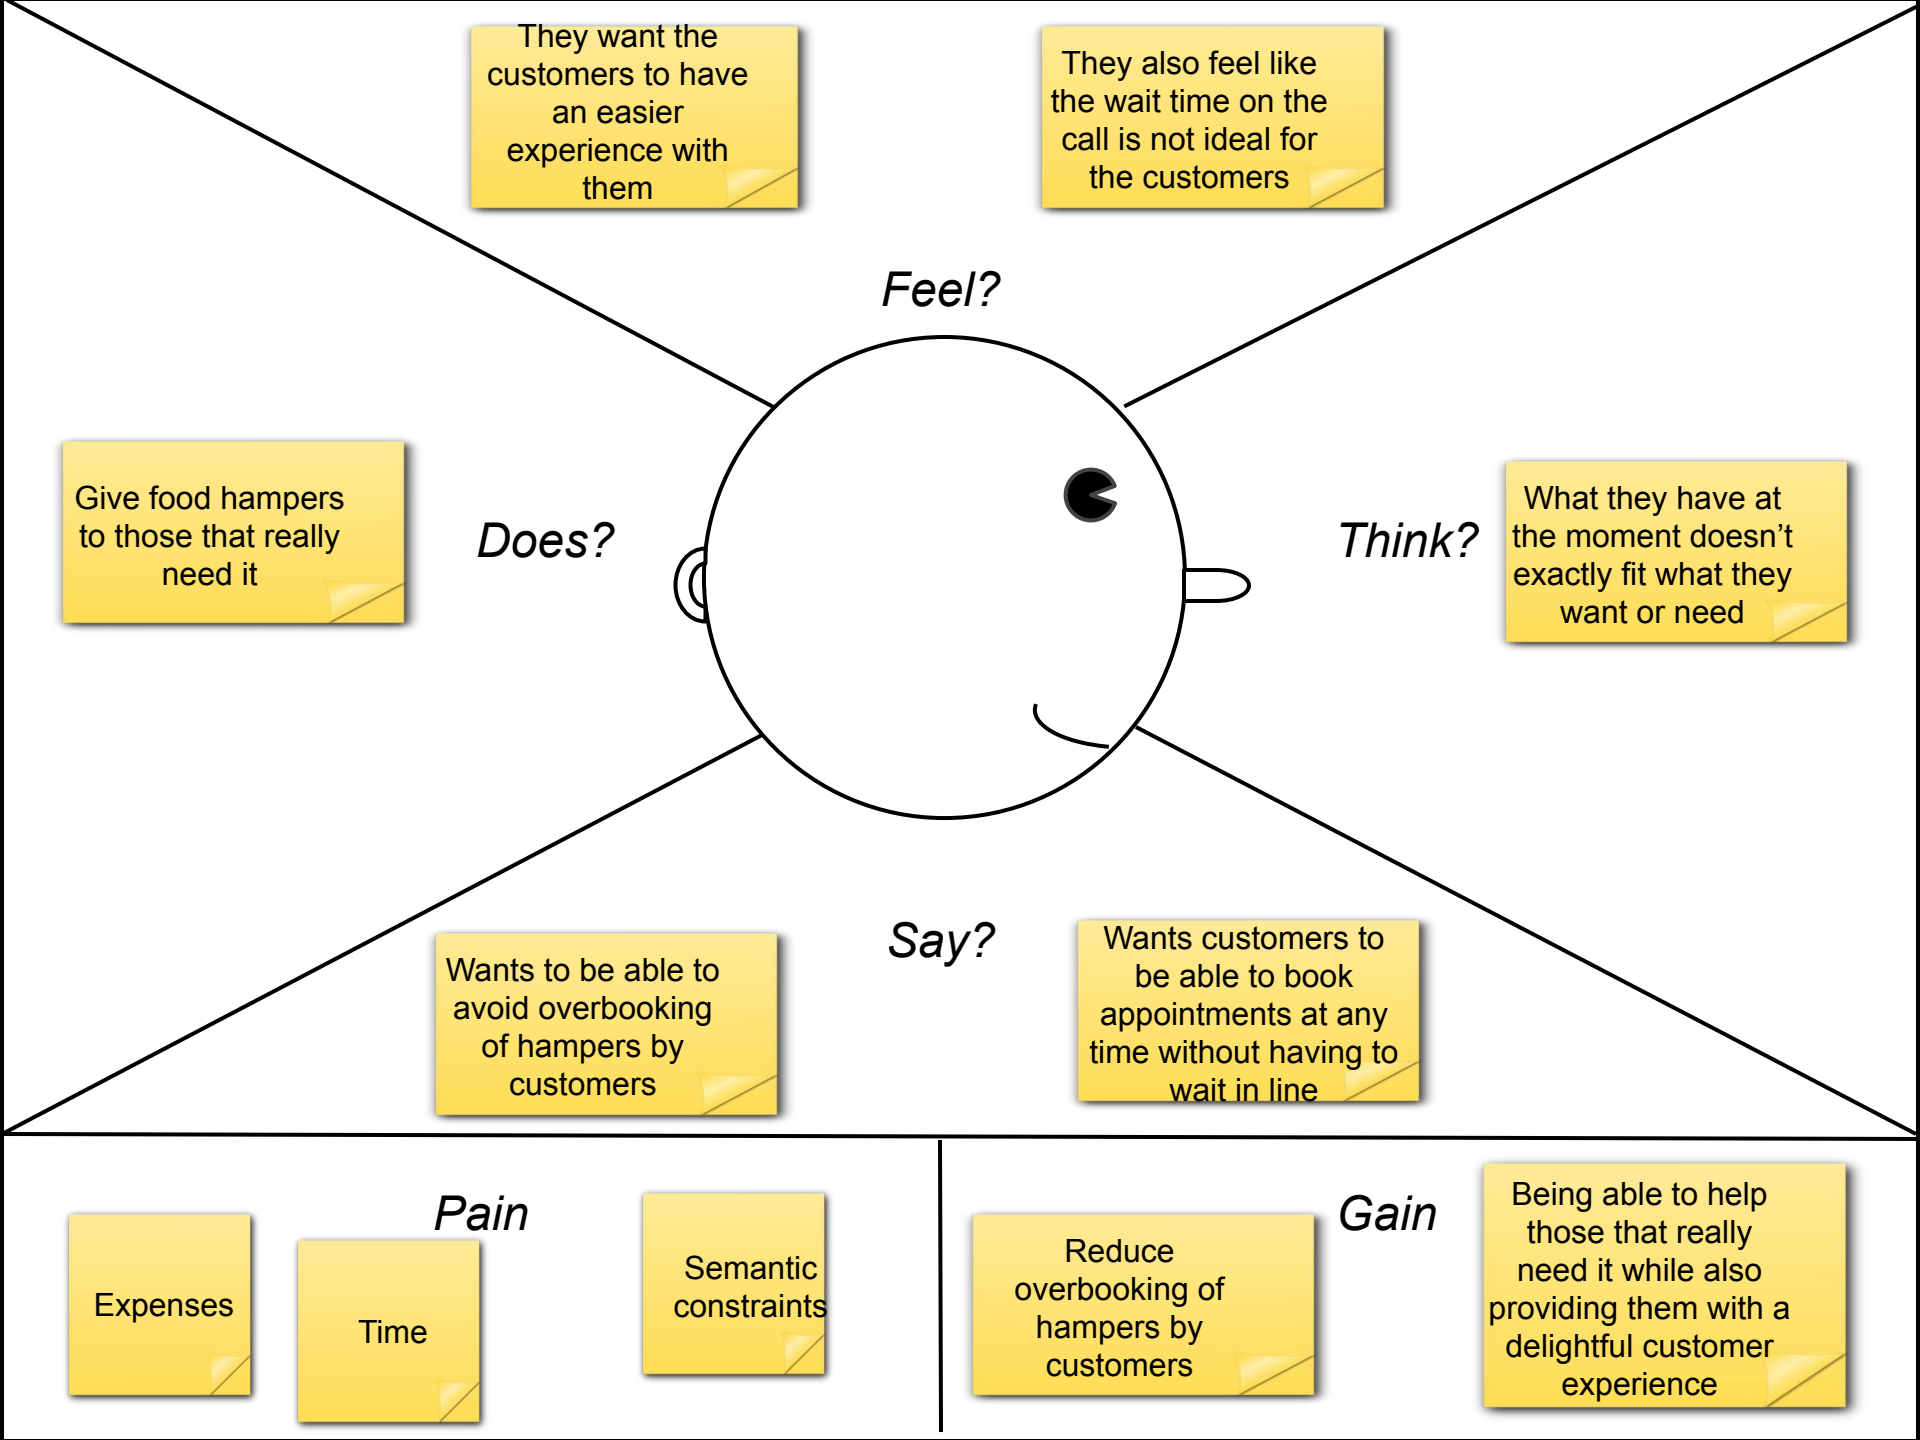 They want the
customers to have
an easier
experience with
them
They also feel like
the wait time on the
call is not ideal for
the customers
Feel?
Give food hampers
to those that really
need it
Does?
Think?
What they have at
the moment doesn’t
exactly fit what they
want or need
Say?
Wants to be able to
avoid overbooking
of hampers by
customers
Wants customers to
be able to book
appointments at any
time without having to
wait in line
Pain
Expenses
Time
Semantic
constraints
Gain
Reduce
overbooking of
hampers by
customers
Being able to help
those that really
need it while also
providing them with a
delightful customer
experience